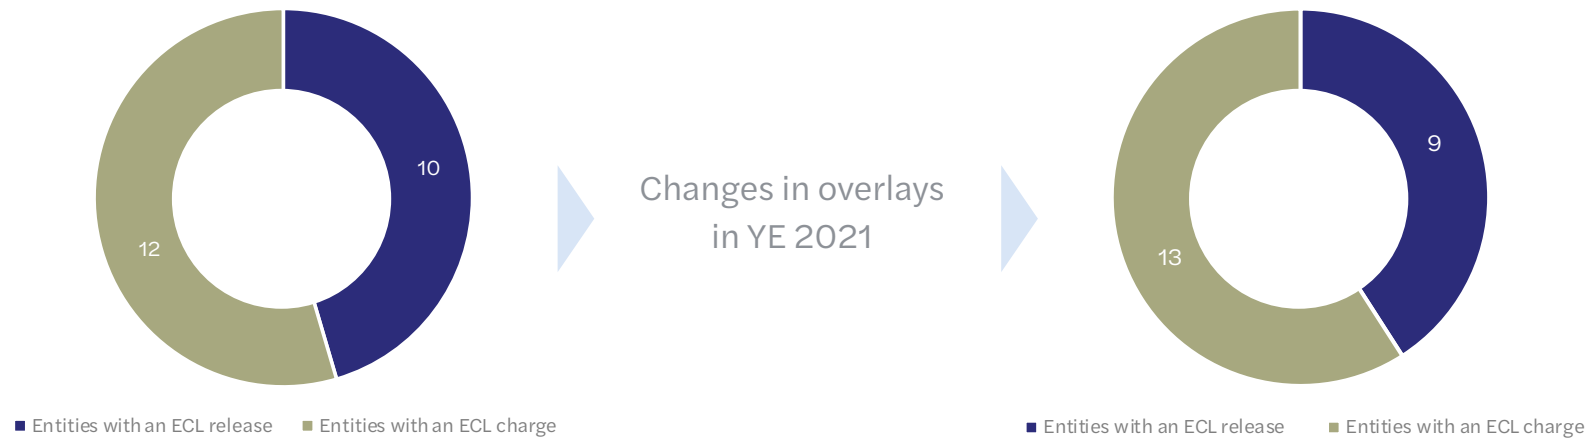 10
12
Entities with an ECL release
Entities with an ECL charge
Changes in overlays
in YE 2021
9
13
Entities with an ECL release
Entities with an ECL charge